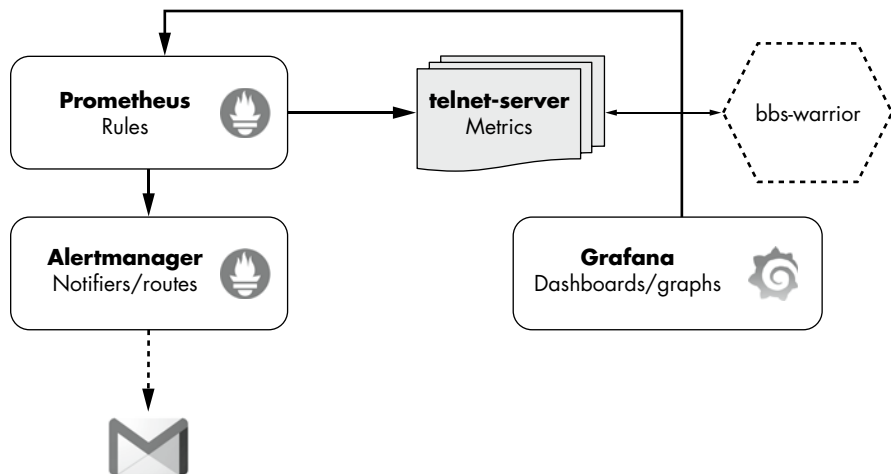 Prometheus
Rules
telnet-server
Metrics
bbs-warrior
Alertmanager
Notifiers/routes
Grafana
Dashboards/graphs